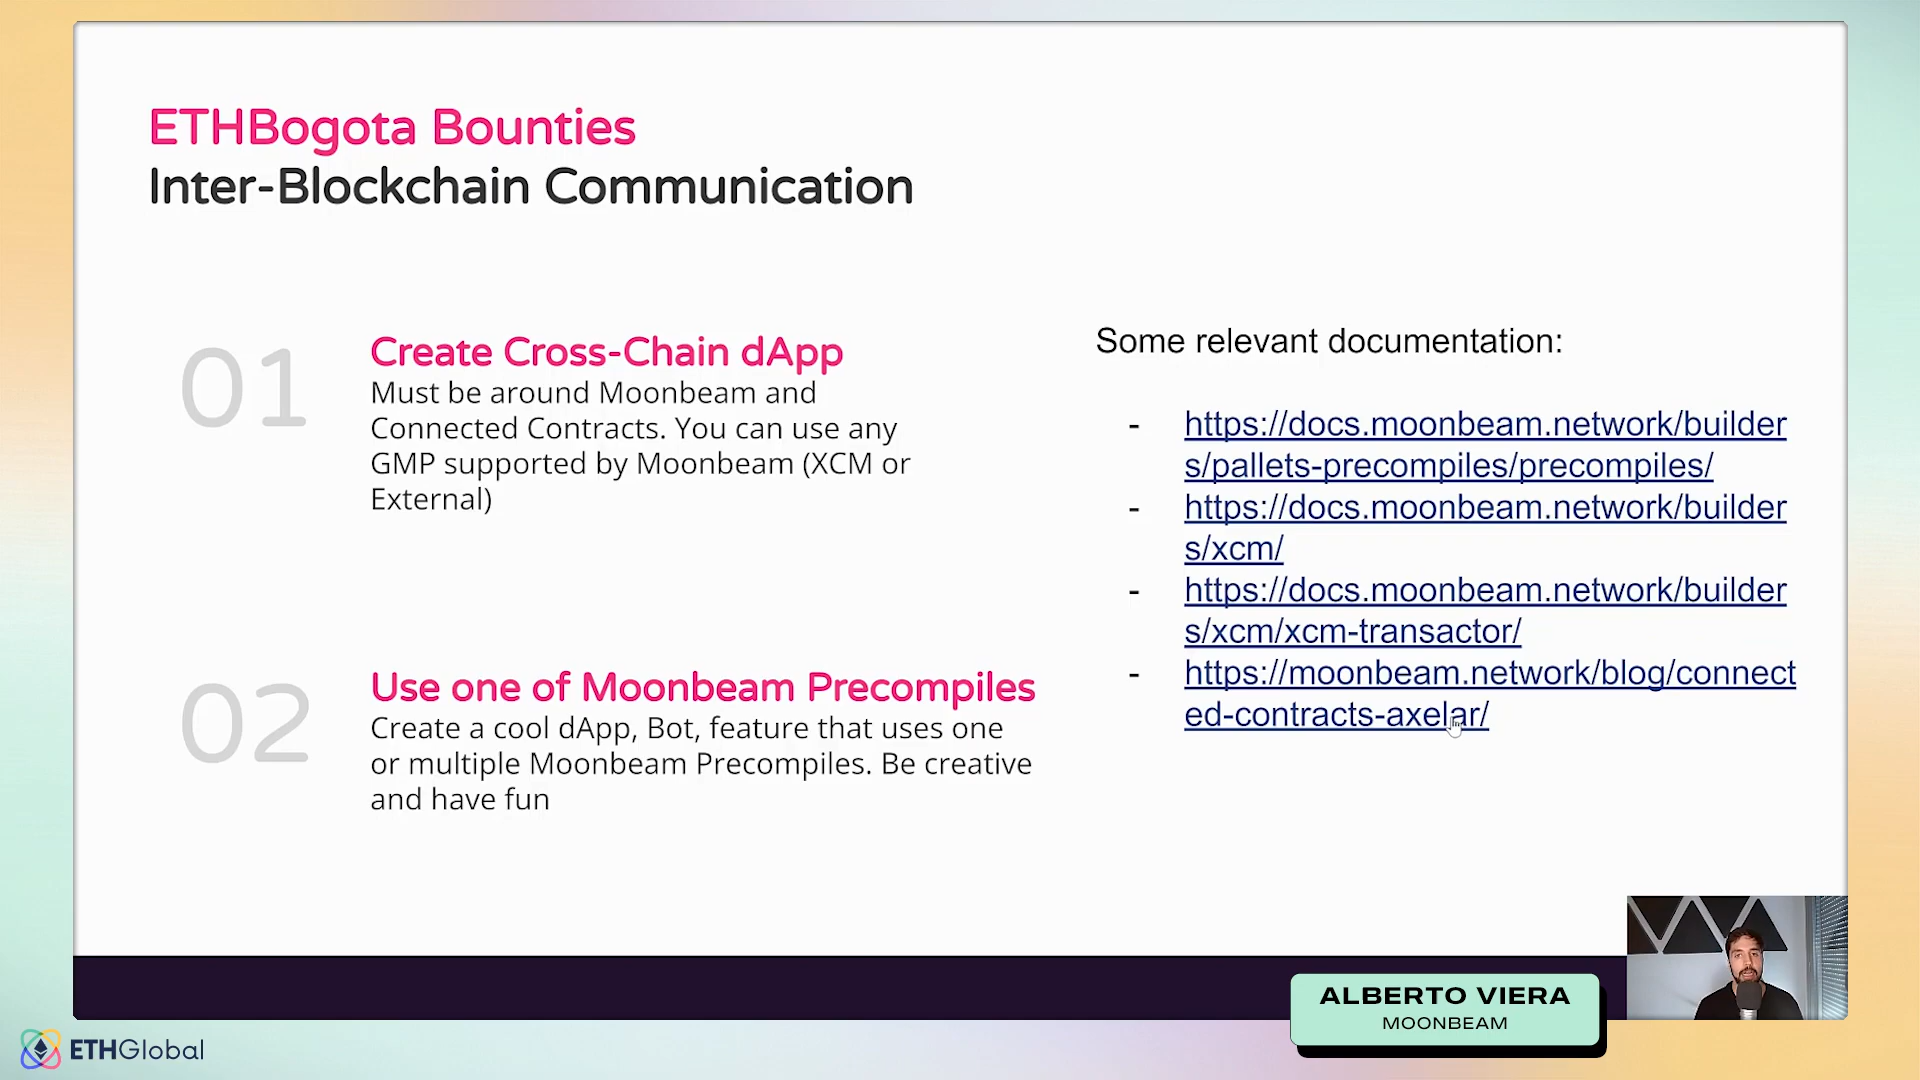 ETHBogota Bounties
Inter-Blockchain Communication
01
Create Cross-Chain dApp
Must be around Moonbeam and
Connected Contracts. You can use any
GMP supported by Moonbeam (XCM or
External)
02
Use one of Moonbeam Precompiles
Create a cool dApp, Bot, feature that uses one
or multiple Moonbeam Precompiles. Be creative
and have fun
Some relevant documentation:
- https://docs.moonbeam.network/builder
s/pallets-precompiles/precompiles/
- https://docs.moonbeam.network/builder
s/xcm/
- https://docs.moonbeam.network/builder
s/xcm/xcm-transactor/
- https://moonbeam.network/blog/connect
ed-contracts-axelar/
ALBERTO VIERA
MOONBEAM
ETHGlobal